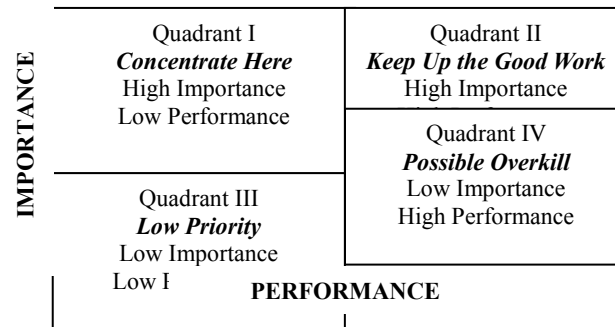 IMPORTANCE
Quadrant I
Concentrate Here
High Importance
Low Performance
Quadrant II
Keep Up the Good Work
High Importance
Quadrant III
Low Priority
Low Importance
Low
Quadrant IV
Possible Overkill
Low Importance
High Performance
PERFORMANCE